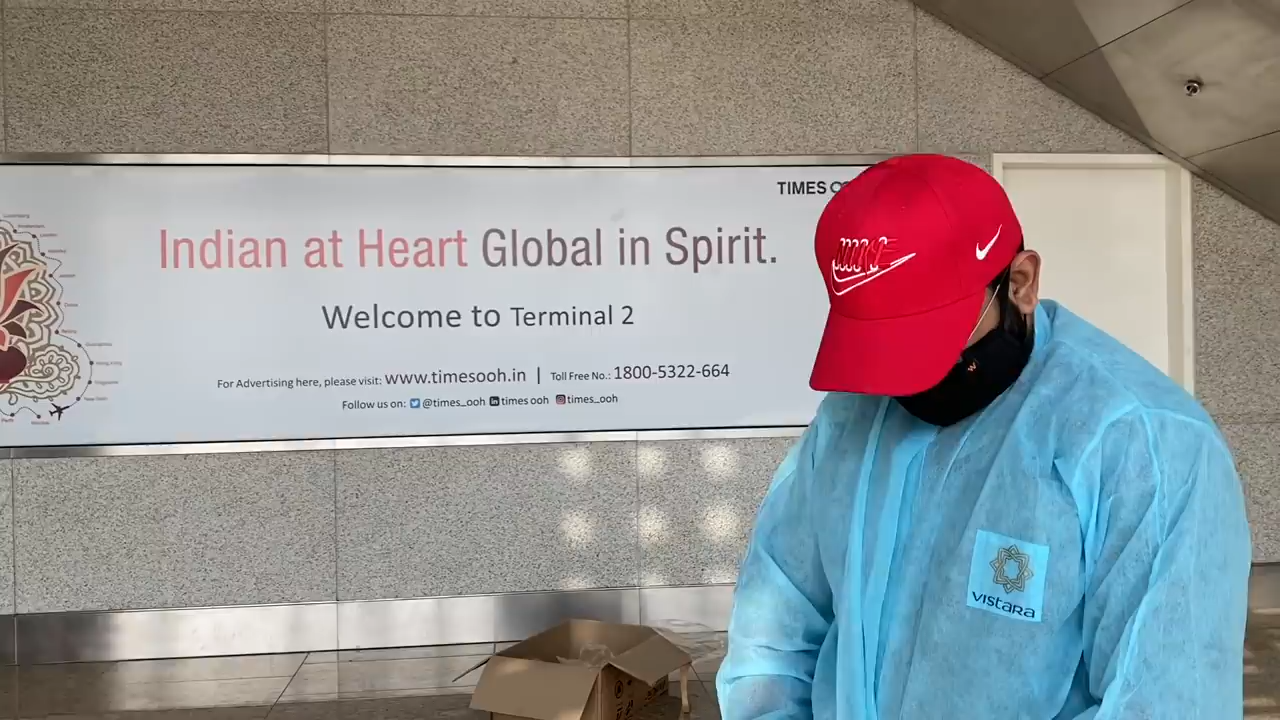 TIMES
Indian at Heart Global in Spirit.
Welcome to Terminal 2
For Advertising here, please visit: www.timesooh.in | Toll Free No.: 1800-5322-664
Follow us on: @times_ooh in times ooh @times_ooh
vistara